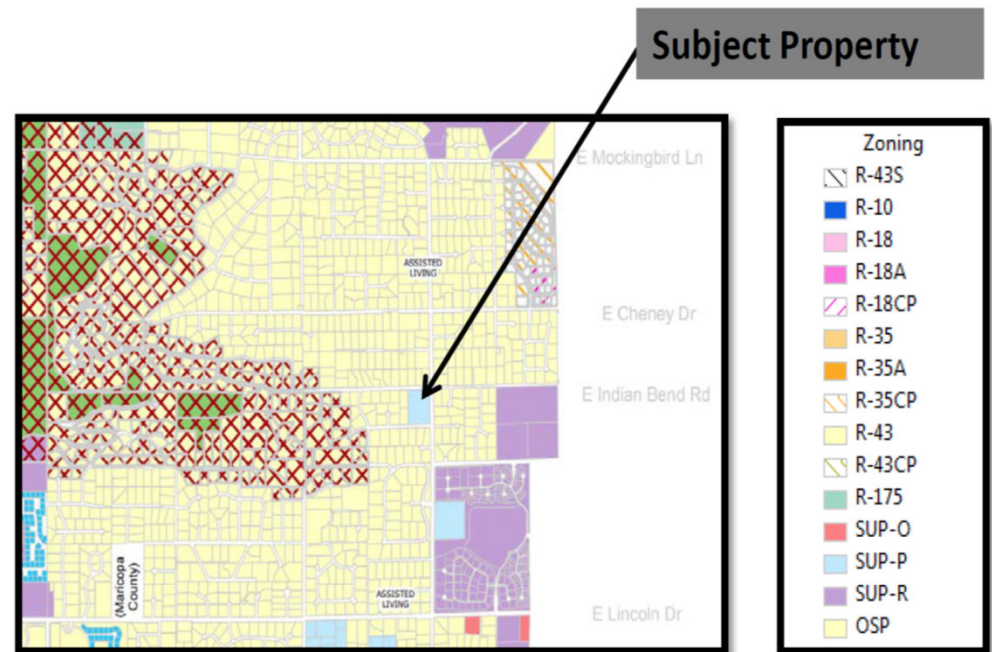 Subject Property
E Mockingbird Ln
ASSISTED
LIVING
E Cheney Dr
E Indian Bend Rd
(Maricopa
County)
ASSISTED
LIVING
E Lincoln Dr
Zoning
R-43S
R-10
R-18
R-18A
R-18CP
R-35
R-35A
R-35CP
R-43
R-43CP
R-175
SUP-O
SUP-P
SUP-R
OSP